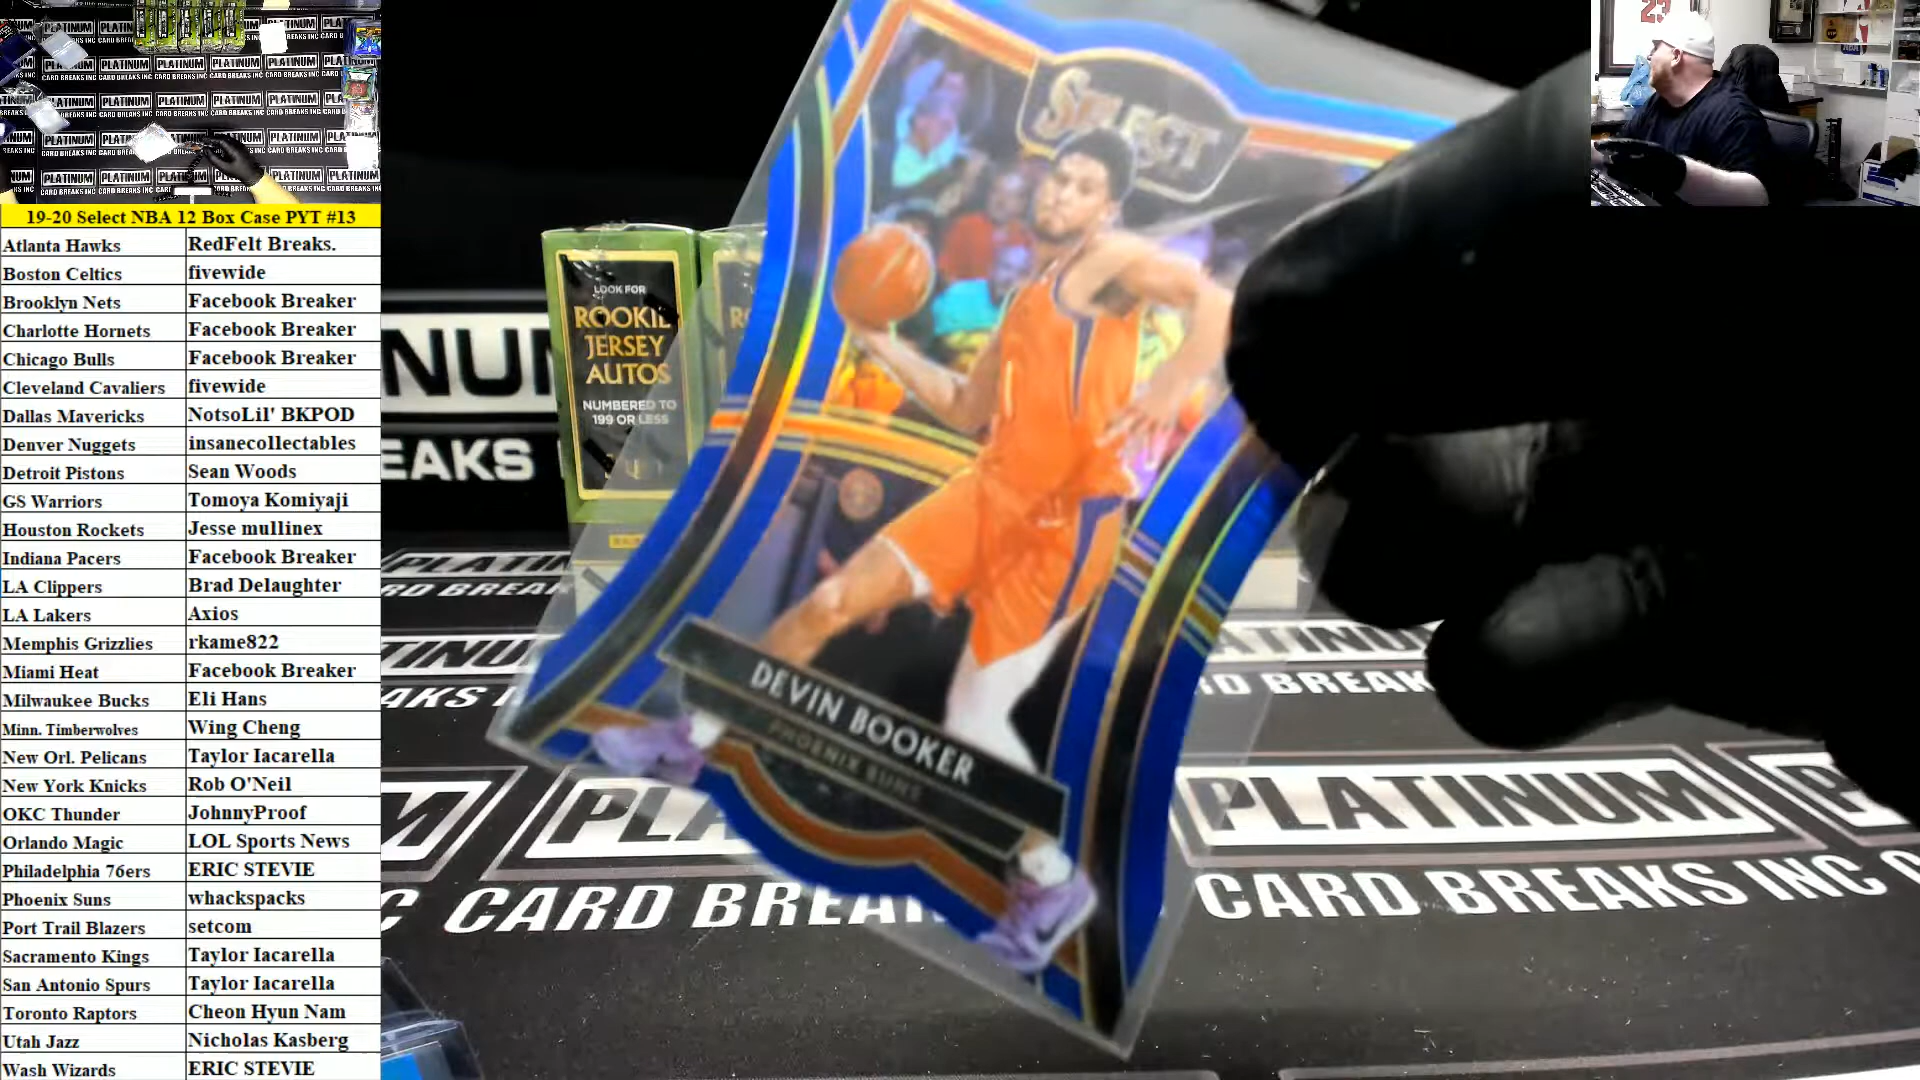 19-20 Select NBA 12 Box Case PYT #13
Atlanta Hawks RedFelt Breaks.
Boston Celtics fivewide
Brooklyn Nets Facebook Breaker
Charlotte Hornets Facebook Breaker
Chicago Bulls Facebook Breaker
Cleveland Cavaliers fivewide
Dallas Mavericks NotsoLil' BKPOD
Denver Nuggets insanecollectables
Detroit Pistons Sean Woods
GS Warriors Tomoya Komiyaji
Houston Rockets Jesse mullinex
Indiana Pacers Facebook Breaker
LA Clippers Brad Delaughter
LA Lakers Axios
Memphis Grizzlies rkame822
Miami Heat Facebook Breaker
Milwaukee Bucks Eli Hans
Minn. Timberwolves Wing Cheng
New Orl. Pelicans Taylor Iacarella
New York Knicks Rob O'Neil
OKC Thunder JohnnyProof
Orlando Magic LOL Sports News
Philadelphia 76ers ERIC STEVIE
Phoenix Suns whackspacks
Port Trail Blazers setcom
Sacramento Kings Taylor Iacarella
San Antonio Spurs Taylor Iacarella
Toronto Raptors Cheon Hyun Nam
Utah Jazz Nicholas Kasberg
Wash Wizards ERIC STEVIE
SELECT
DEVIN BOOKER
PHOENIX SUNS
LOOK FOR
ROOKIE
JERSEY
AUTOS
NUMBERED TO
199 OR LESS
PLATINUM
CARD BREAKS INC
23